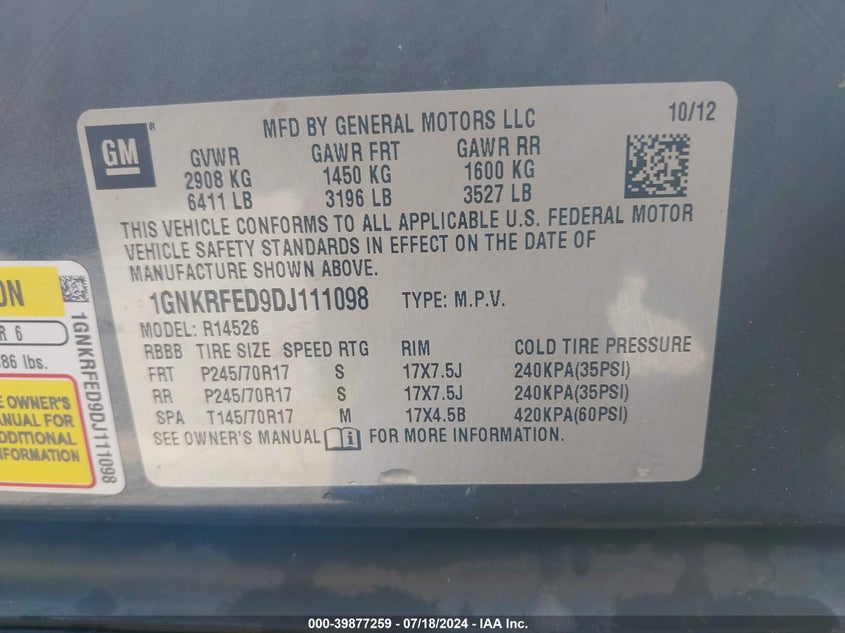 MFD BY GENERAL MOTORS LLC 10/12
GM®
GVWR GAWR FRT GAWR RR
2908 KG 1450 KG 1600 KG
6411 LB 3196 LB 3527 LB
THIS VEHICLE CONFORMS TO ALL APPLICABLE U.S. FEDERAL MOTOR
VEHICLE SAFETY STANDARDS IN EFFECT ON THE DATE OF
MANUFACTURE SHOWN ABOVE.
1GNKRFED9DJ111098 TYPE: M.P.V.
MODEL: R14526
RBBB TIRE SIZE SPEED RTG RIM COLD TIRE PRESSURE
FRT P245/70R17 S 17X7.5J 240KPA(35PSI)
RR P245/70R17 S 17X7.5J 240KPA(35PSI)
SPA T145/70R17 M 17X4.5B 420KPA(60PSI)
SEE OWNER'S MANUAL i FOR MORE INFORMATION.
ON
R 6
86 lbs.
E OWNER'S
ANUAL FOR
DDITIONAL
FORMATION
1GNKRFED9DJ111098
000-39877259 - 07/18/2024 - IAA Inc.